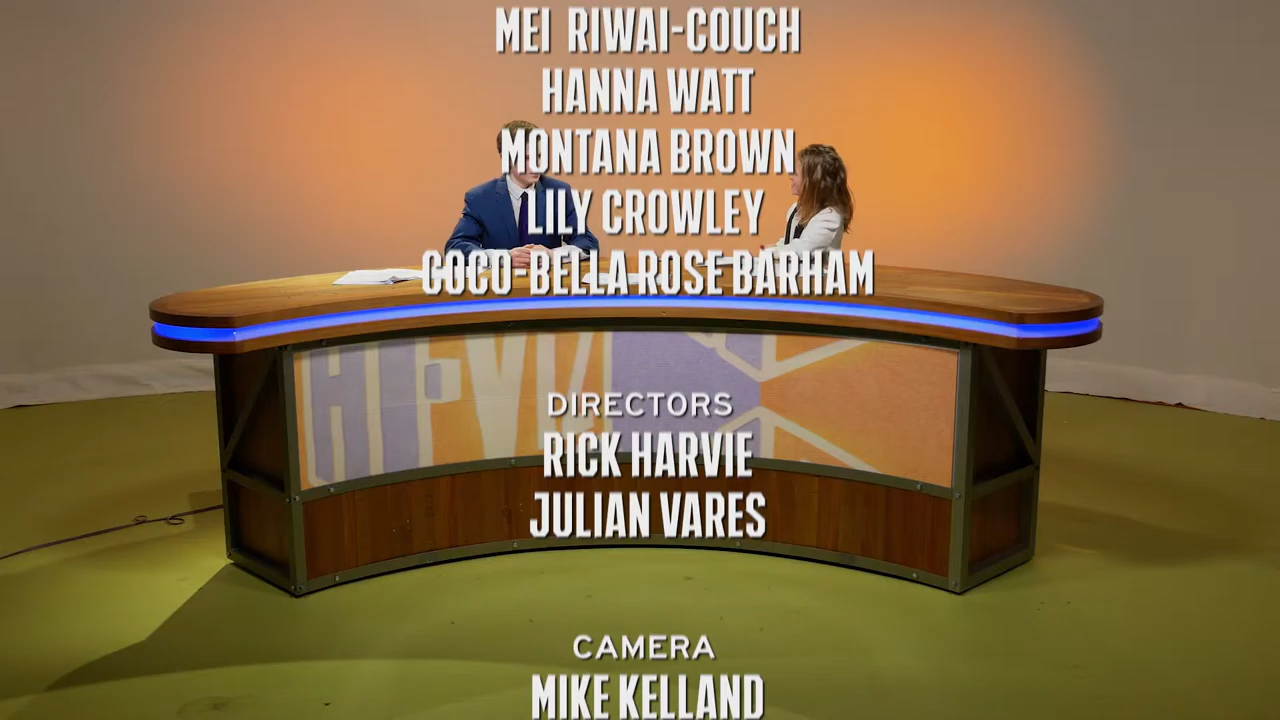 MEI RIWAI-COUCH
HANNA WATT
MONTANA BROWN
LILY CROWLEY
COCO-BELLA ROSE BARHAM
DIRECTORS
RICK HARVIE
JULIAN VARES
CAMERA
MIKE KELLAND